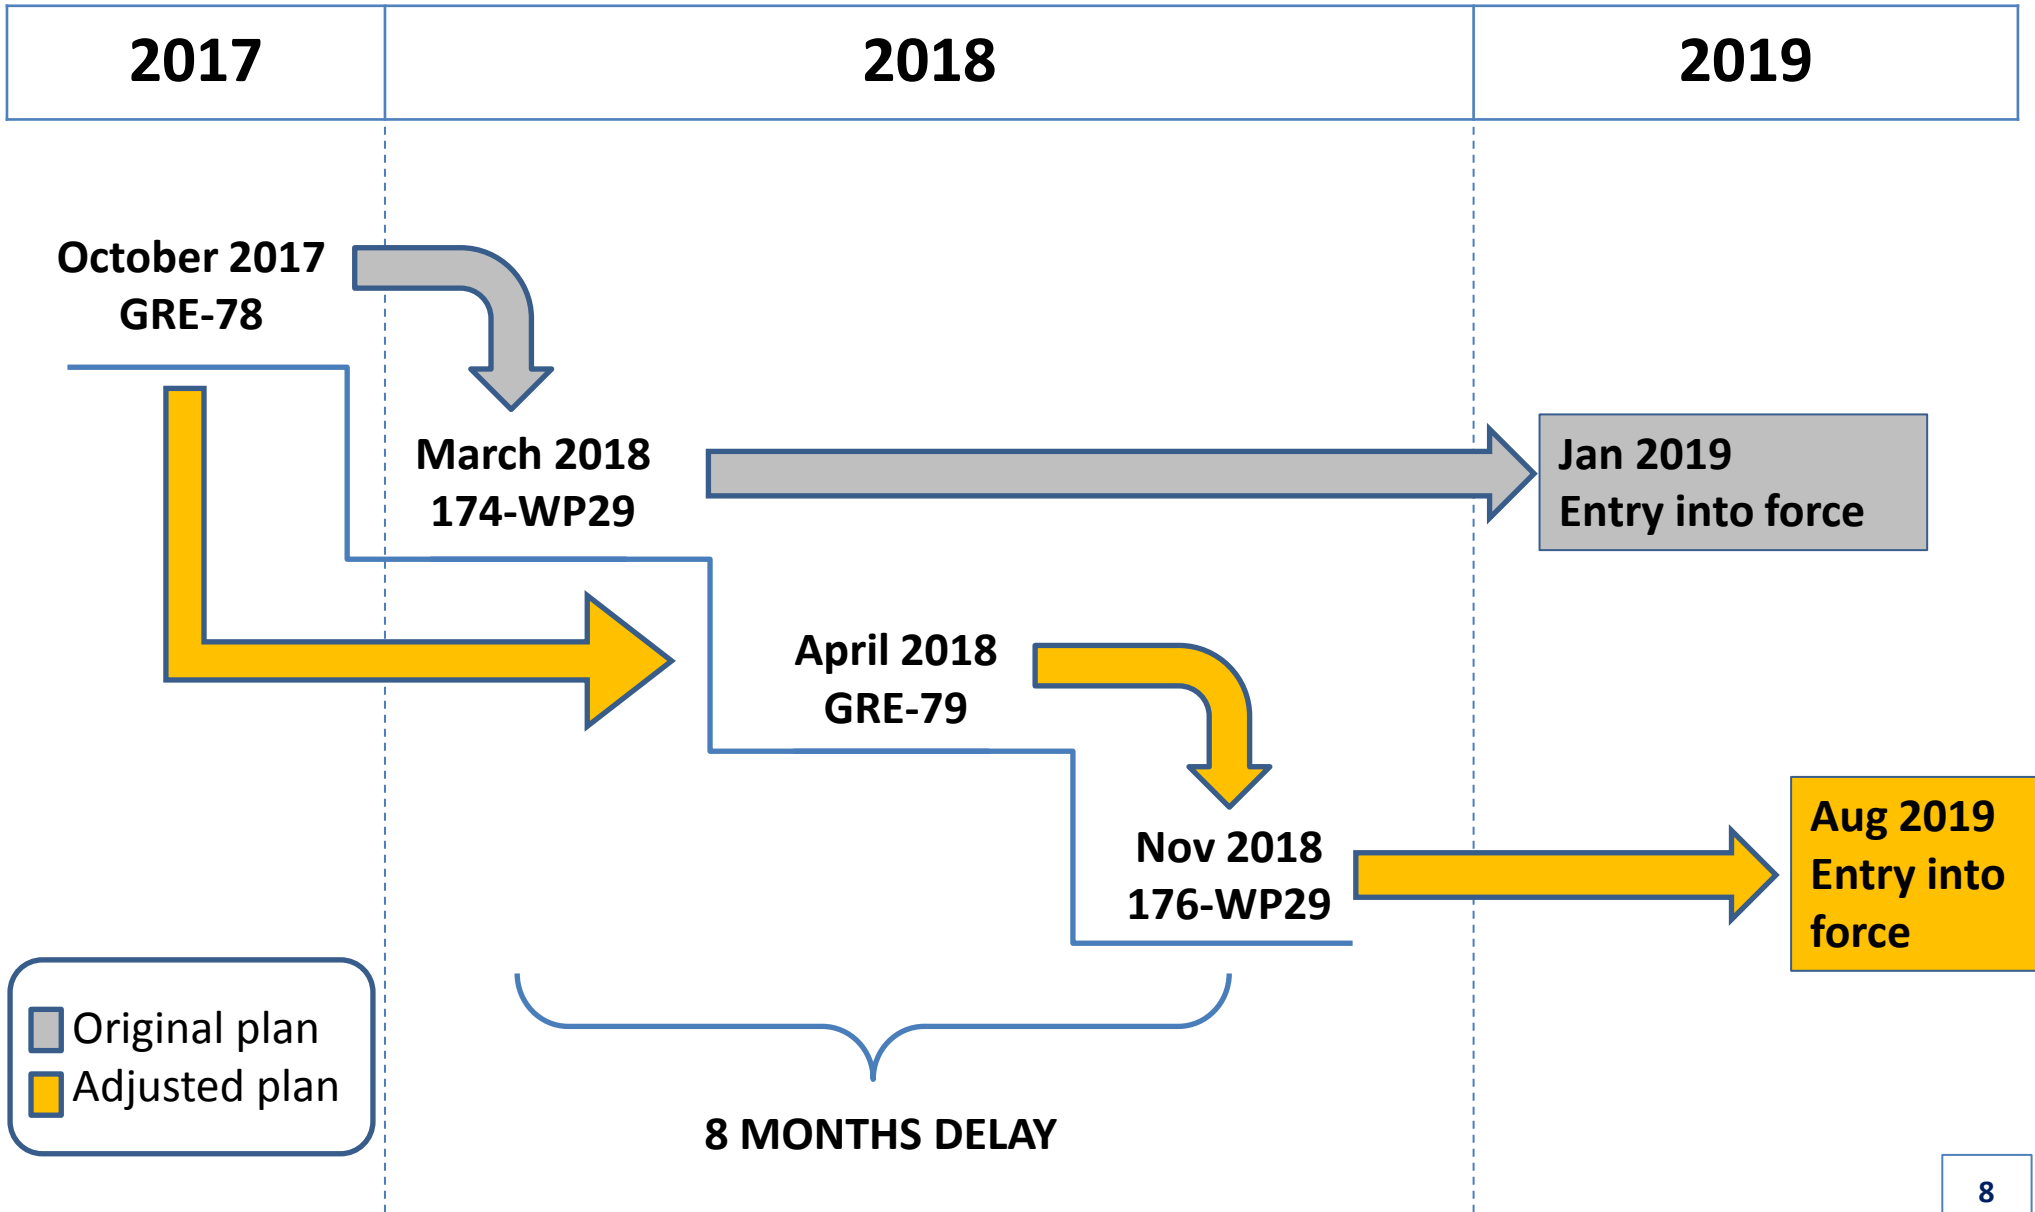 2017
2018
2019
October 2017
GRE-78
March 2018
174-WP29
Jan 2019
Entry into force
April 2018
GRE-79
Nov 2018
176-WP29
Aug 2019
Entry into
force
Original plan
Adjusted plan
8 MONTHS DELAY
8